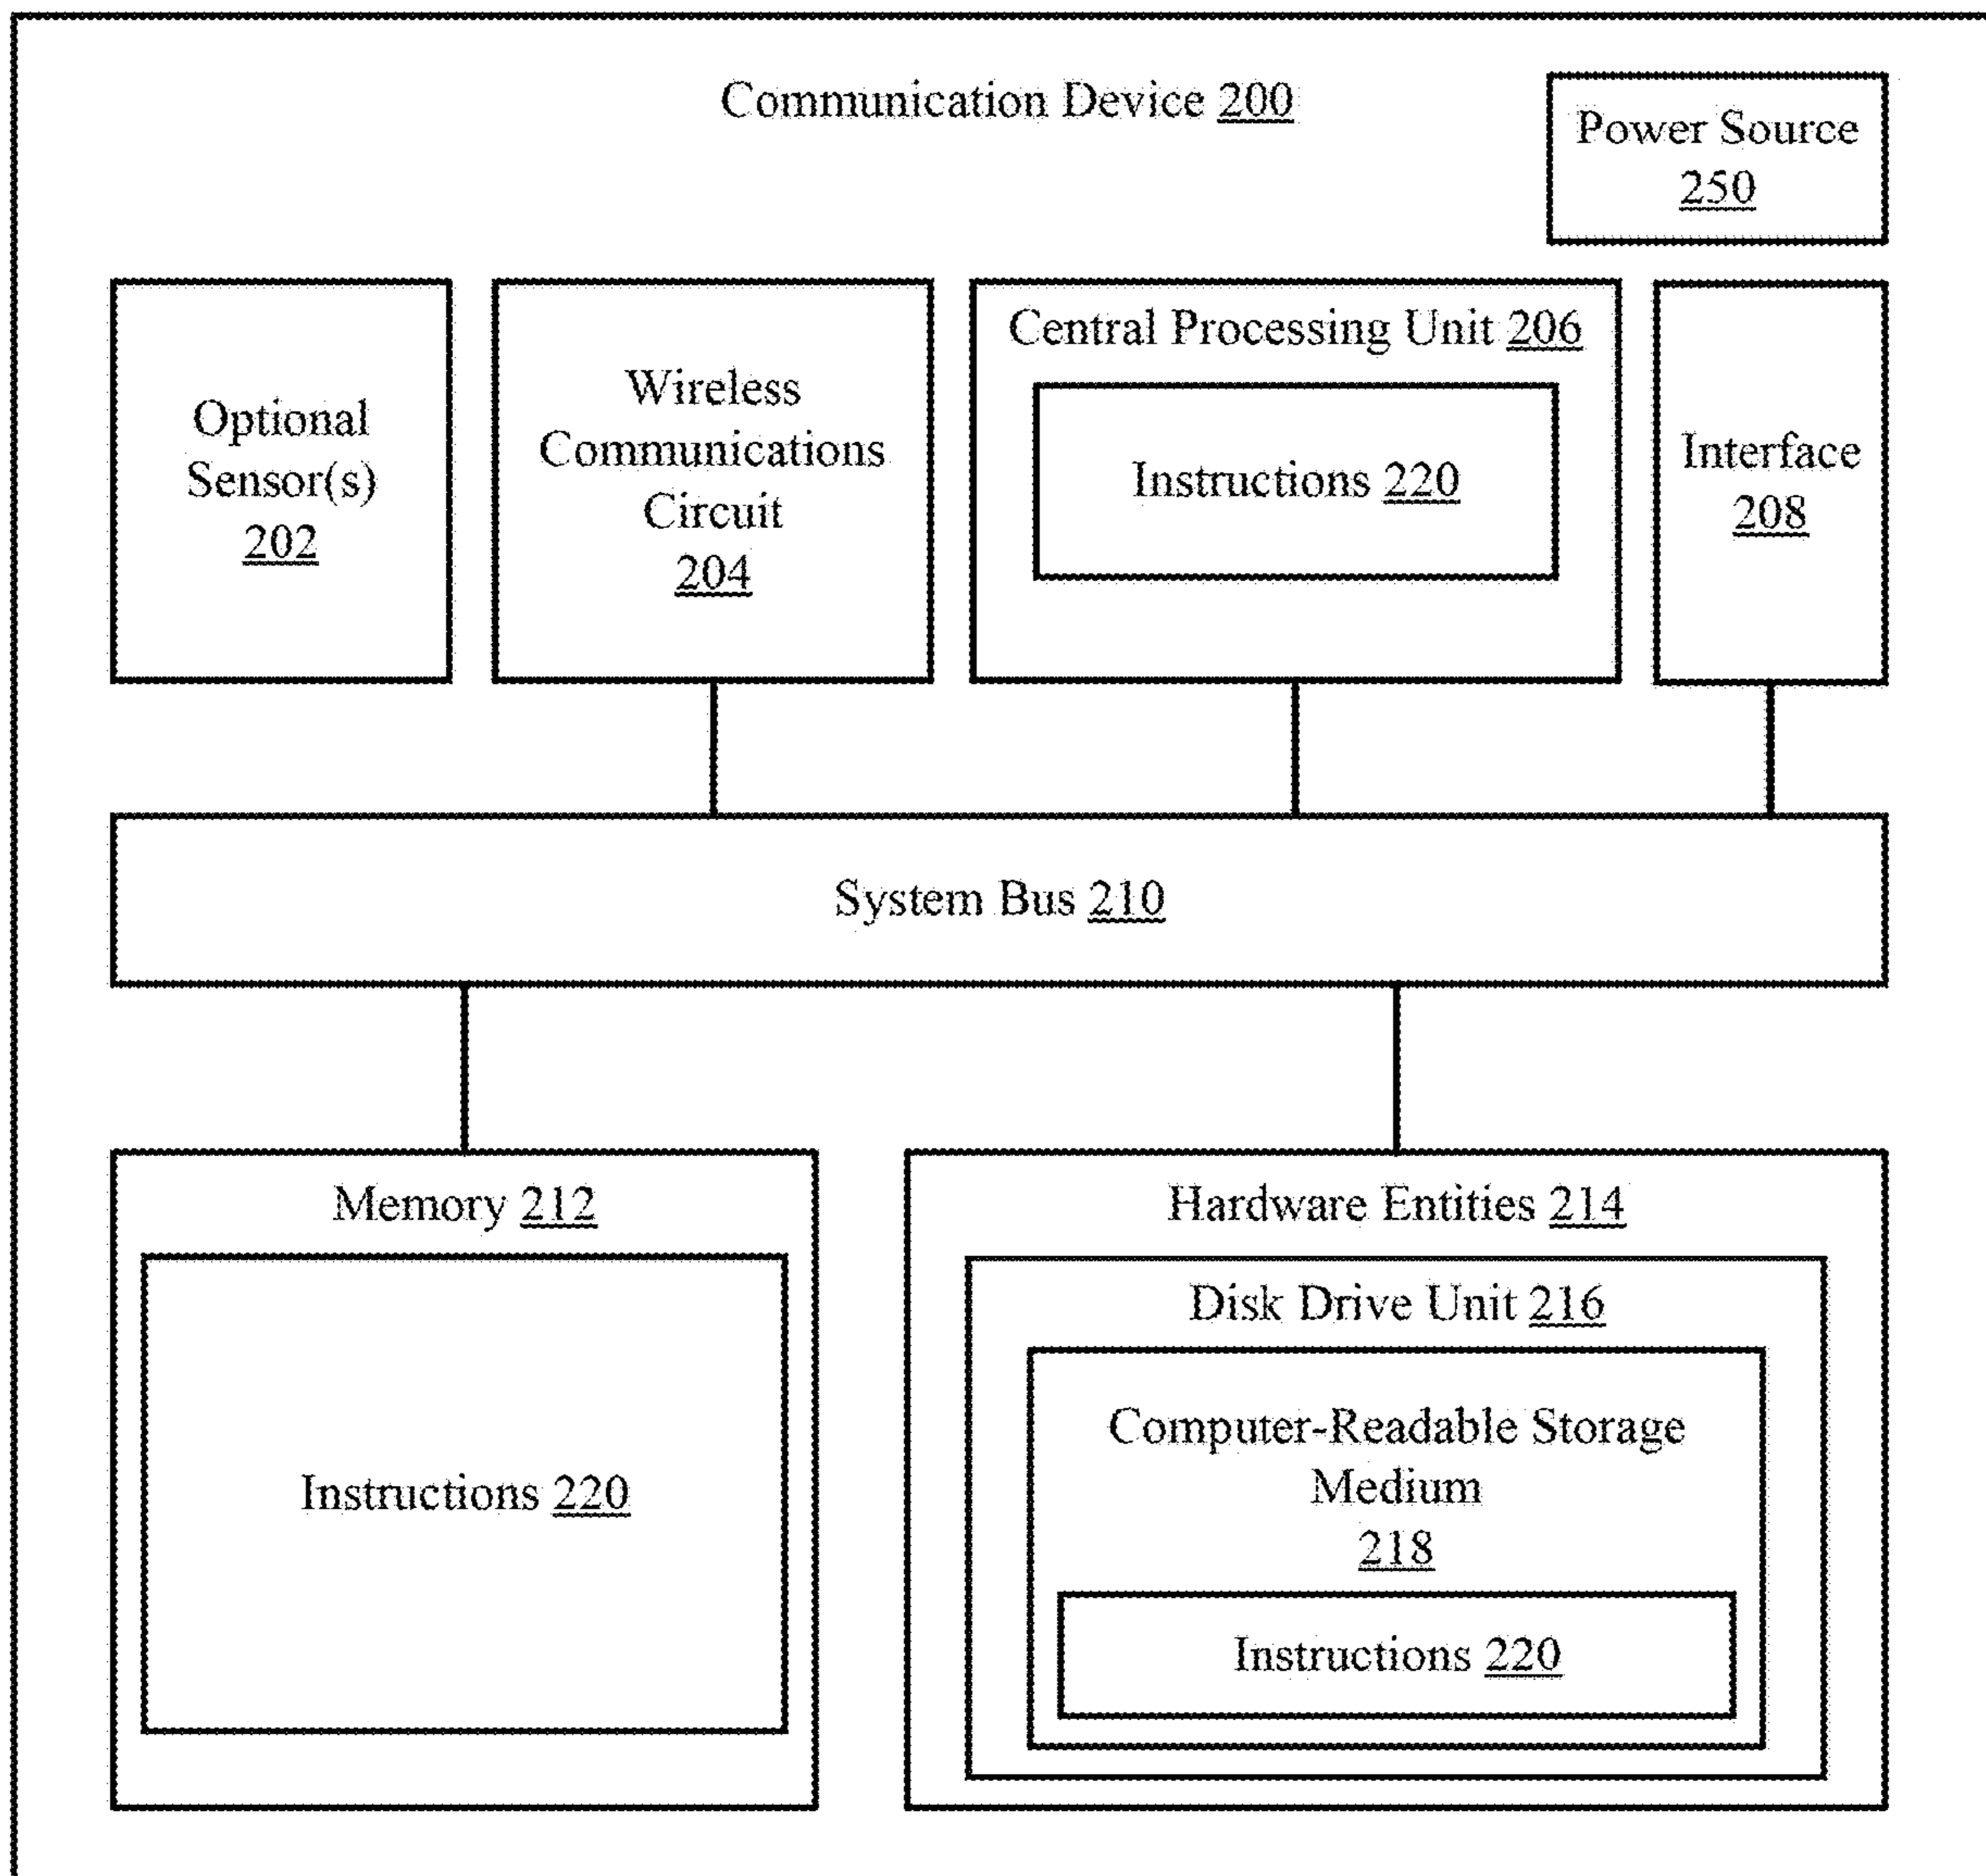 Communication Device 200
Power Source
250
Optional
Sensor(s)
202
Wireless
Communications
Circuit
204
Central Processing Unit 206
Instructions 220
Interface
208
System Bus 210
Memory 212
Instructions 220
Hardware Entities 214
Disk Drive Unit 216
Computer-Readable Storage
Medium
218
Instructions 220